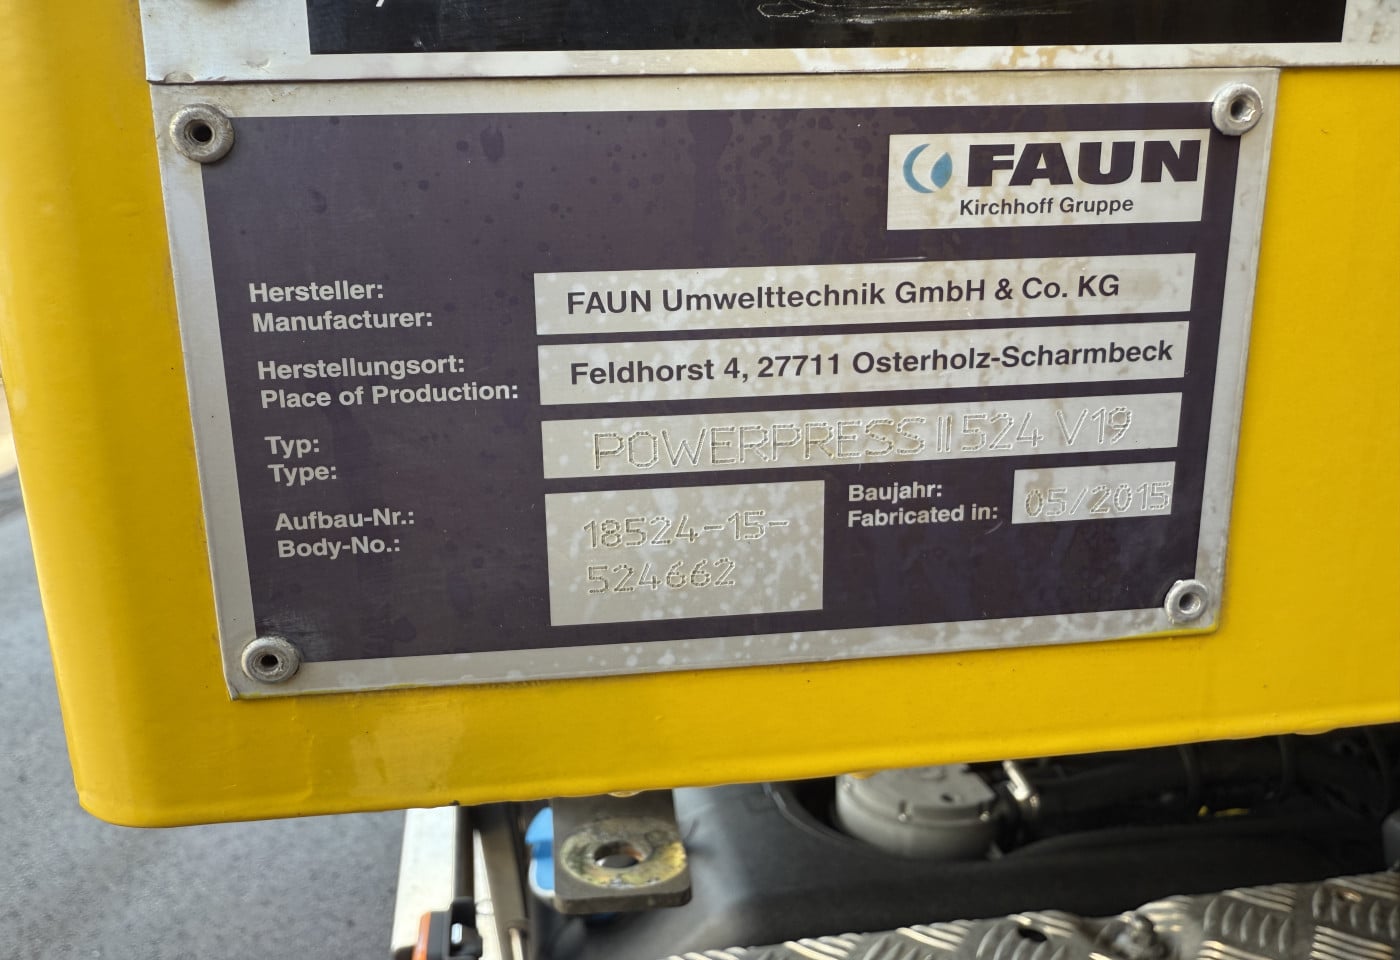 FAUN
Kirchhoff Gruppe
Hersteller:
Manufacturer:
FAUN Umwelttechnik GmbH & Co. KG
Herstellungsort:
Place of Production:
Feldhorst 4, 27711 Osterholz-Scharmbeck
Typ:
Type:
POWERPRESS II 524 V19
Aufbau-Nr.:
Body-No.:
18524-15-
524662
Baujahr:
Fabricated in:
05/2015